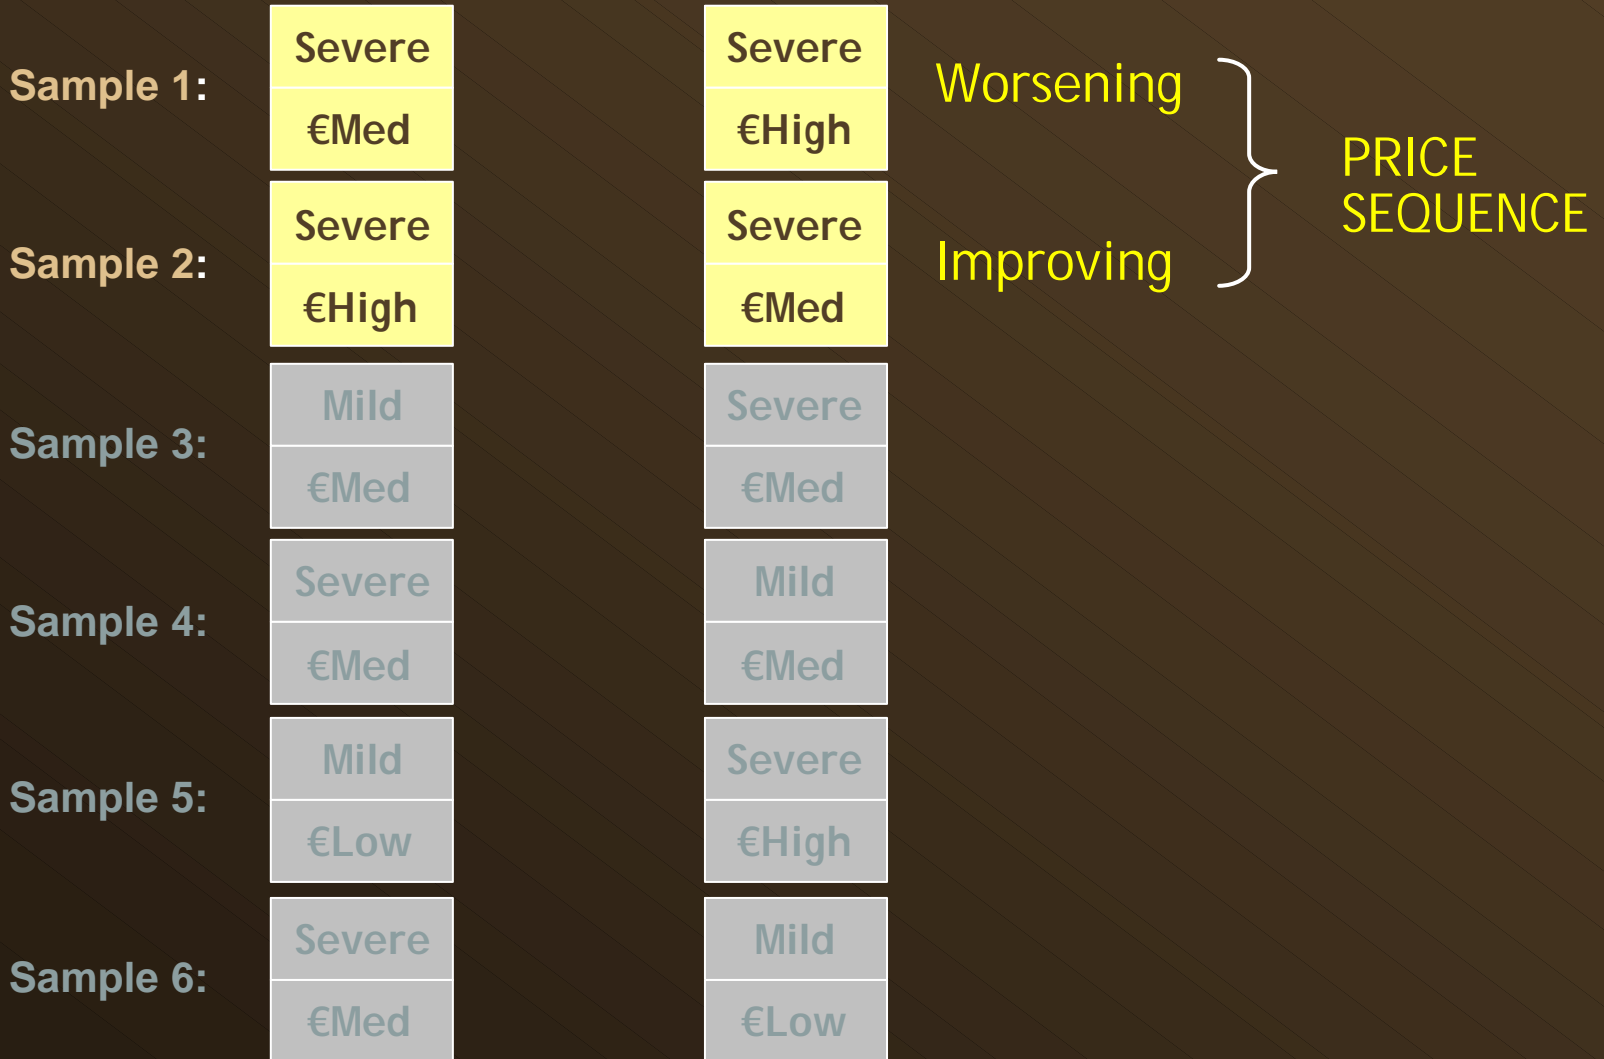 Sample 1:
Severe
€Med
Severe
€High
Worsening
PRICE
SEQUENCE
Sample 2:
Severe
€High
Severe
€Med
Improving
Sample 3:
Mild
€Med
Severe
€Med
Sample 4:
Severe
€Med
Mild
€Med
Sample 5:
Mild
€Low
Severe
€High
Sample 6:
Severe
€Med
Mild
€Low